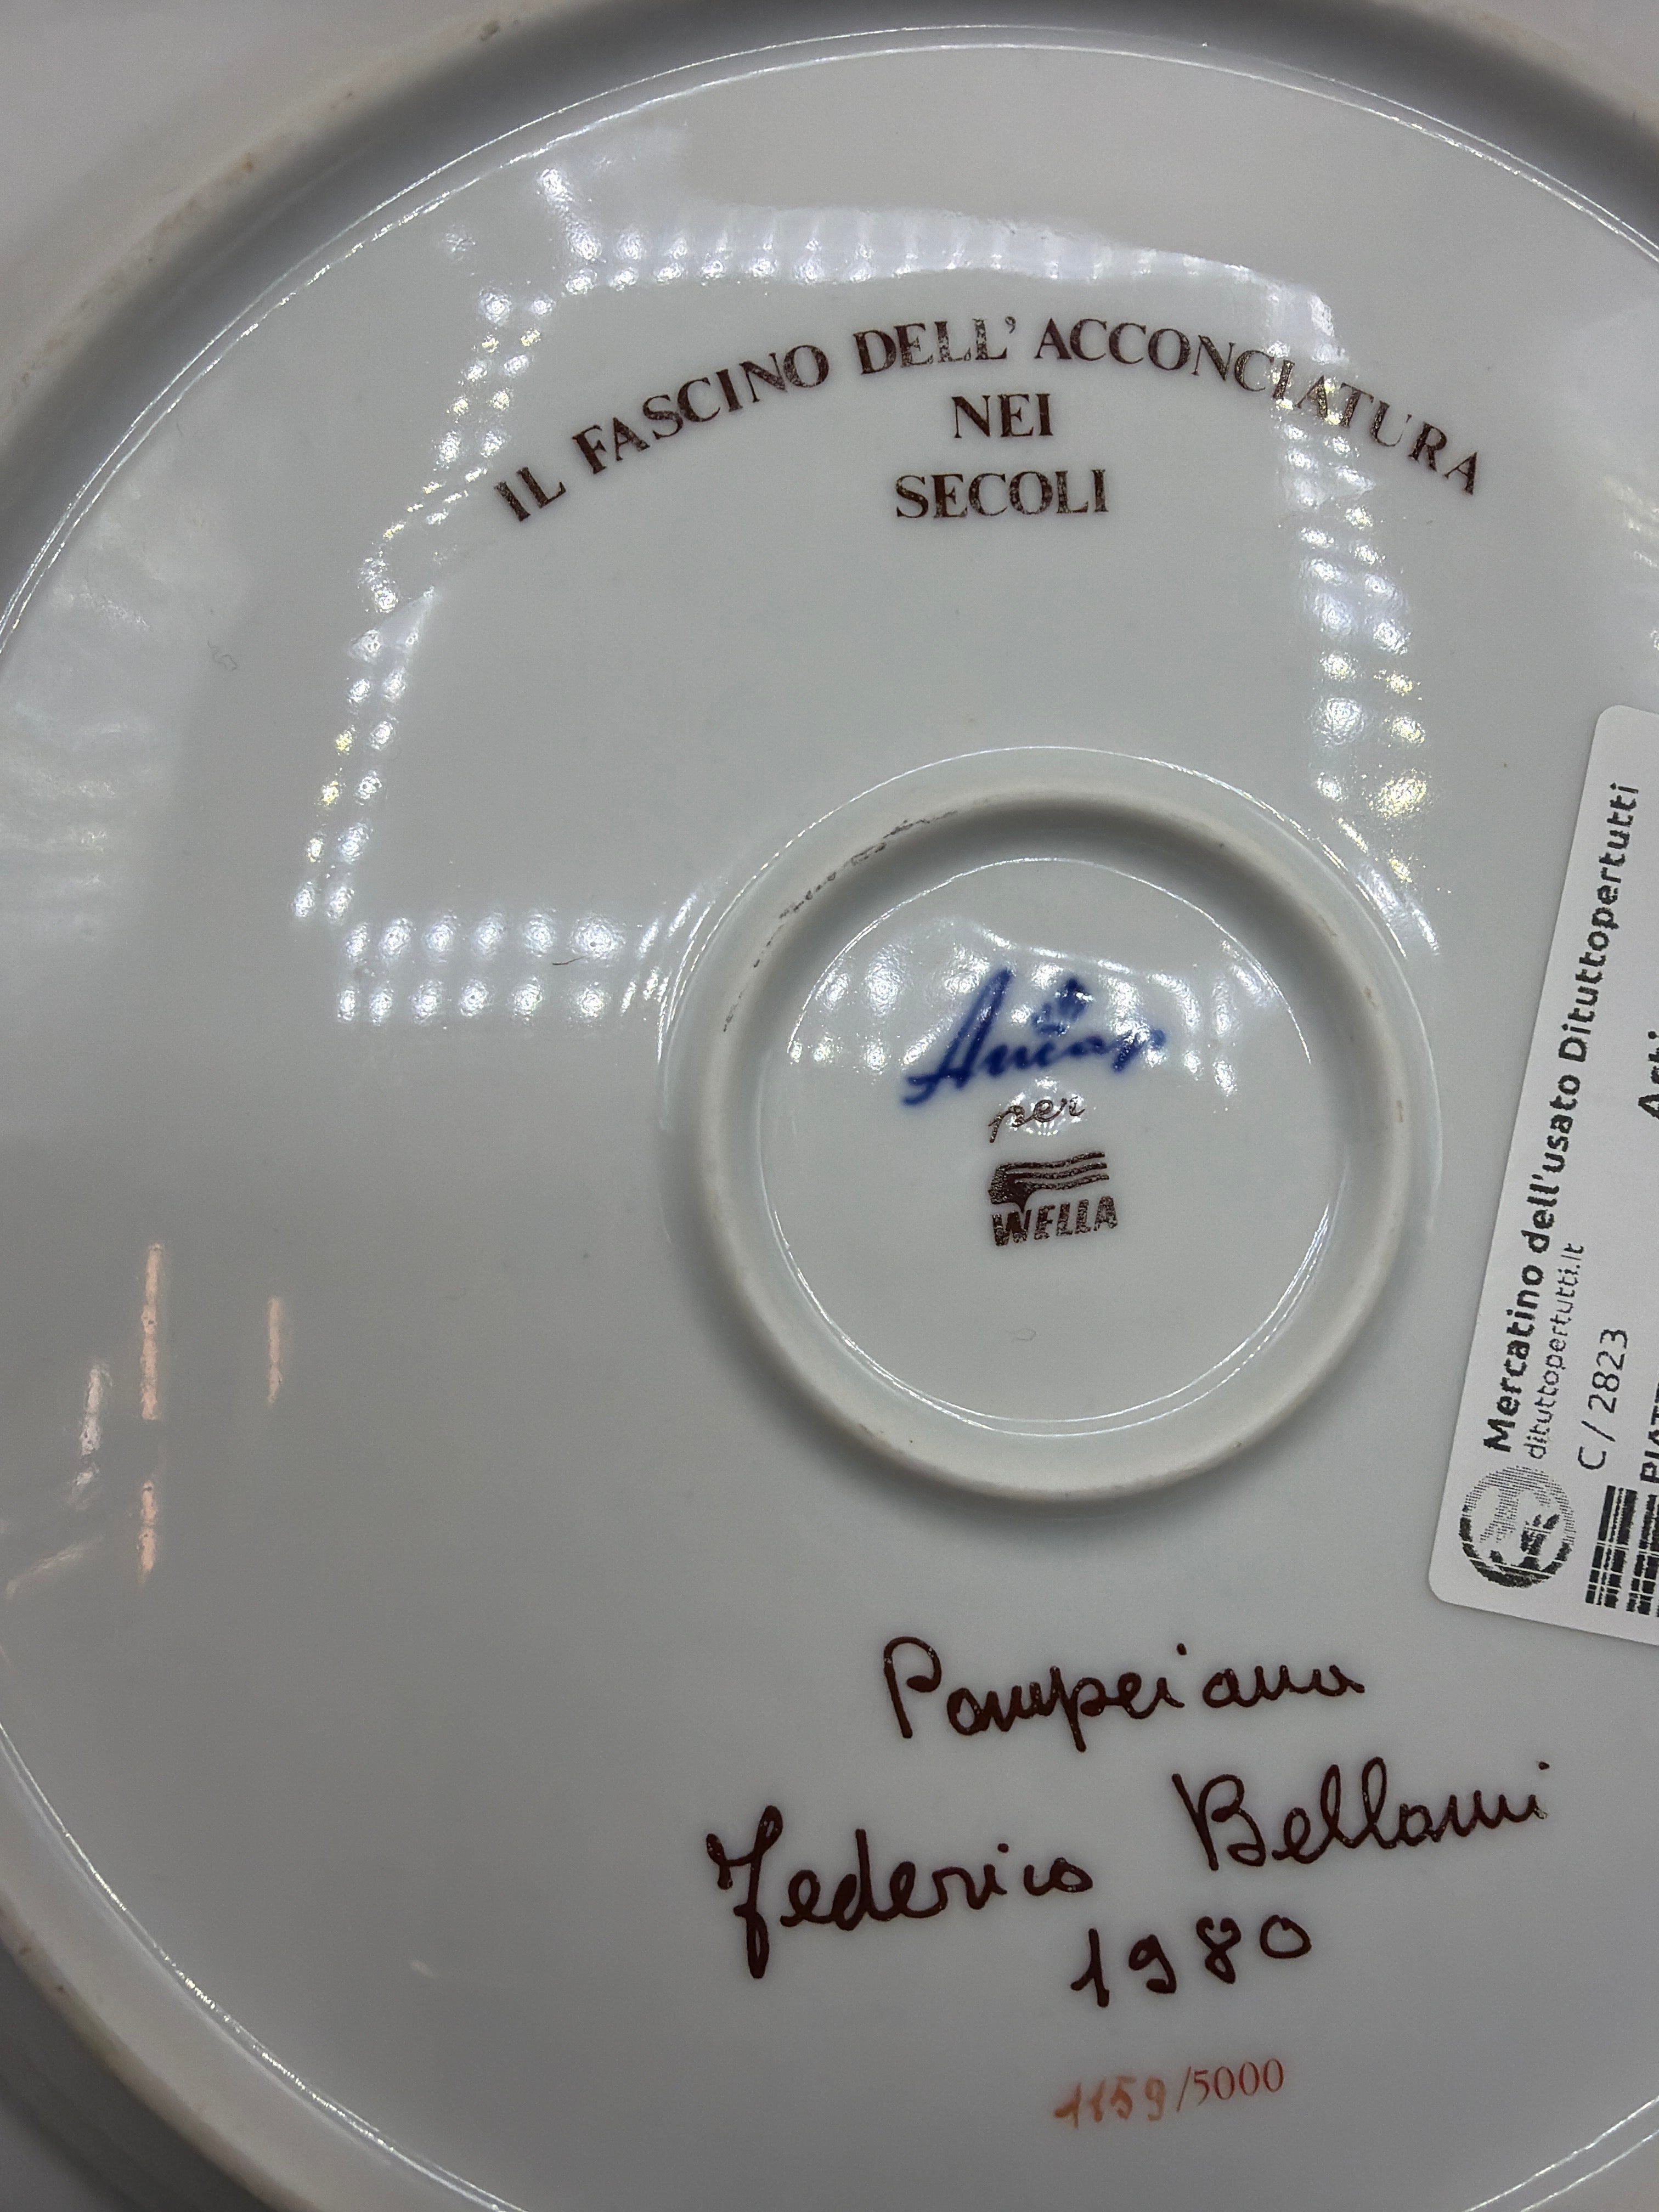 IL FASCINO DELL' ACCONCIATURA
NEI
SECOLI
Ancap
per
WELLA
Pompeiana
Federico Bellomi
1980
1159/5000
Mercatino dell'usato Dituttopertutti
dituttopertutti.it
C/2823